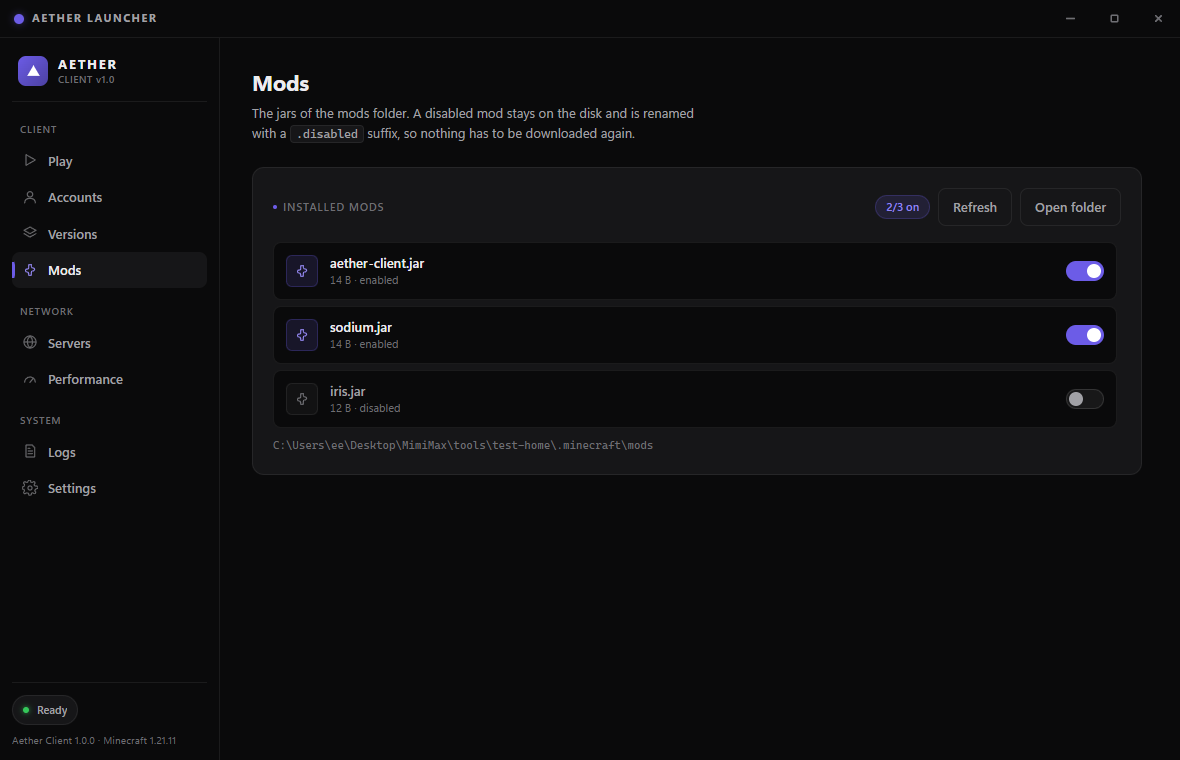 AETHER LAUNCHER
AETHER
CLIENT v1.0
CLIENT
Play
Accounts
Versions
Mods
NETWORK
Servers
Performance
SYSTEM
Logs
Settings
Ready
Aether Client 1.0.0 · Minecraft 1.21.11
Mods
The jars of the mods folder. A disabled mod stays on the disk and is renamed
with a .disabled suffix, so nothing has to be downloaded again.
INSTALLED MODS
2/3 on
Refresh
Open folder
aether-client.jar
14 B · enabled
sodium.jar
14 B · enabled
iris.jar
12 B · disabled
C:\Users\ee\Desktop\MimiMax\tools\test-home\.minecraft\mods